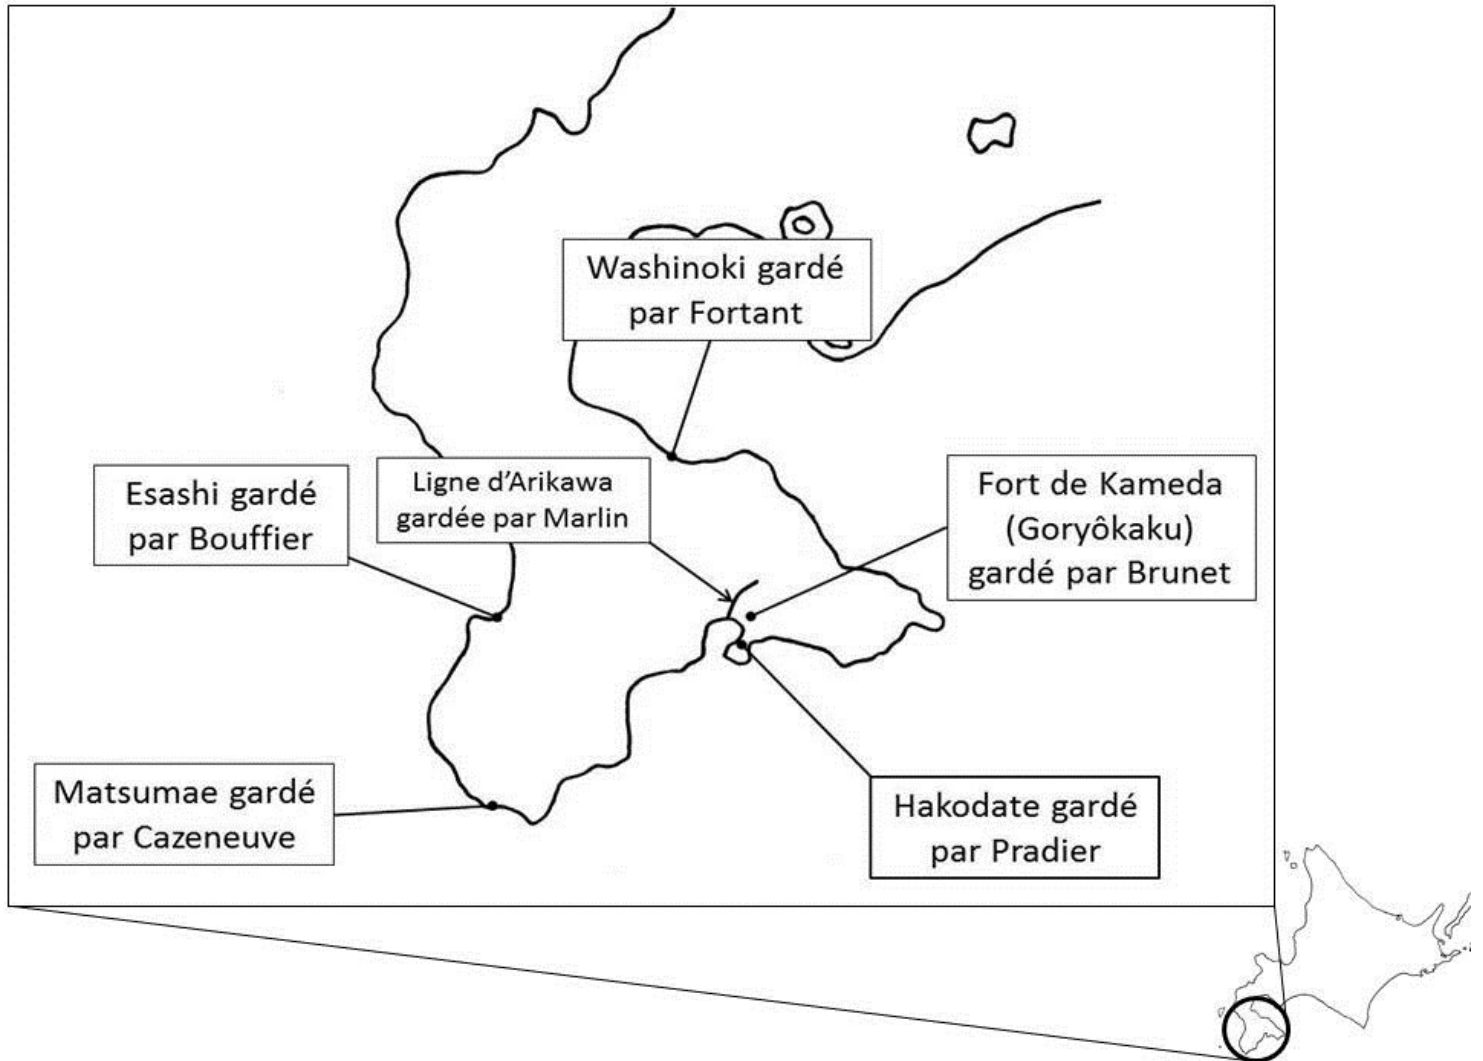 Washinoki gardé
par Fortant
Esashi gardé
par Bouffier
Ligne d'Arikawa
gardée par Marlin
Fort de Kameda
(Goryôkaku)
gardé par Brunet
Matsumae gardé
par Cazeneuve
Hakodate gardé
par Pradier